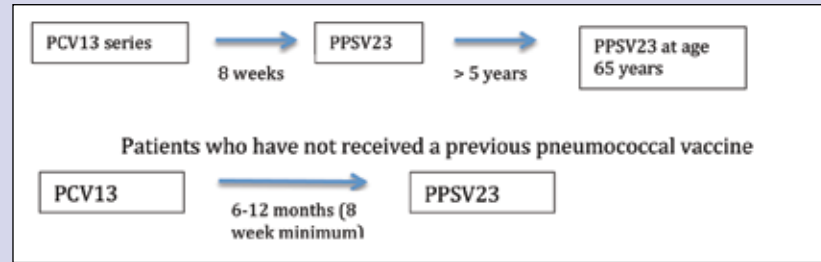 PCV13 series
PPSV23
PPSV23 at age
65 years
8 weeks
> 5 years
Patients who have not received a previous pneumococcal vaccine
PCV13
PPSV23
6-12 months (8
week minimum)